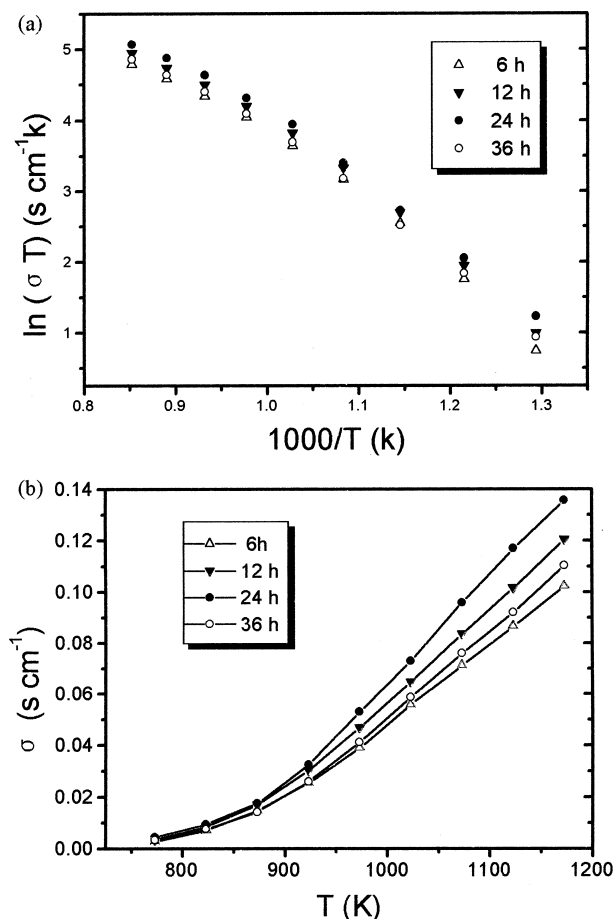 (a)
5
4
3
2
1
ln ( σ T) (s cm⁻¹k)
6 h
12 h
24 h
36 h
0.8 0.9 1.0 1.1 1.2 1.3
1000/T (k)
(b)
0.14
0.12
0.10
0.08
0.06
0.04
0.02
0.00
σ (s cm⁻¹)
6h
12 h
24 h
36 h
800 900 1000 1100 1200
T (K)